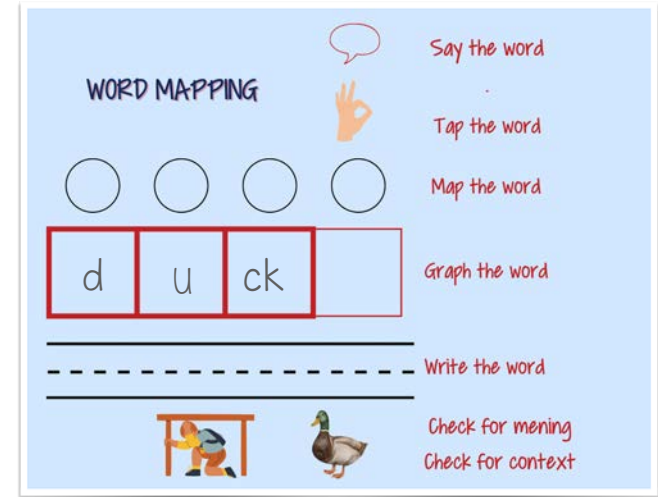 Say the word
WORD MAPPING
Tap the word
Map the word
d u ck
Graph the word
Write the word
Check for mening
Check for context